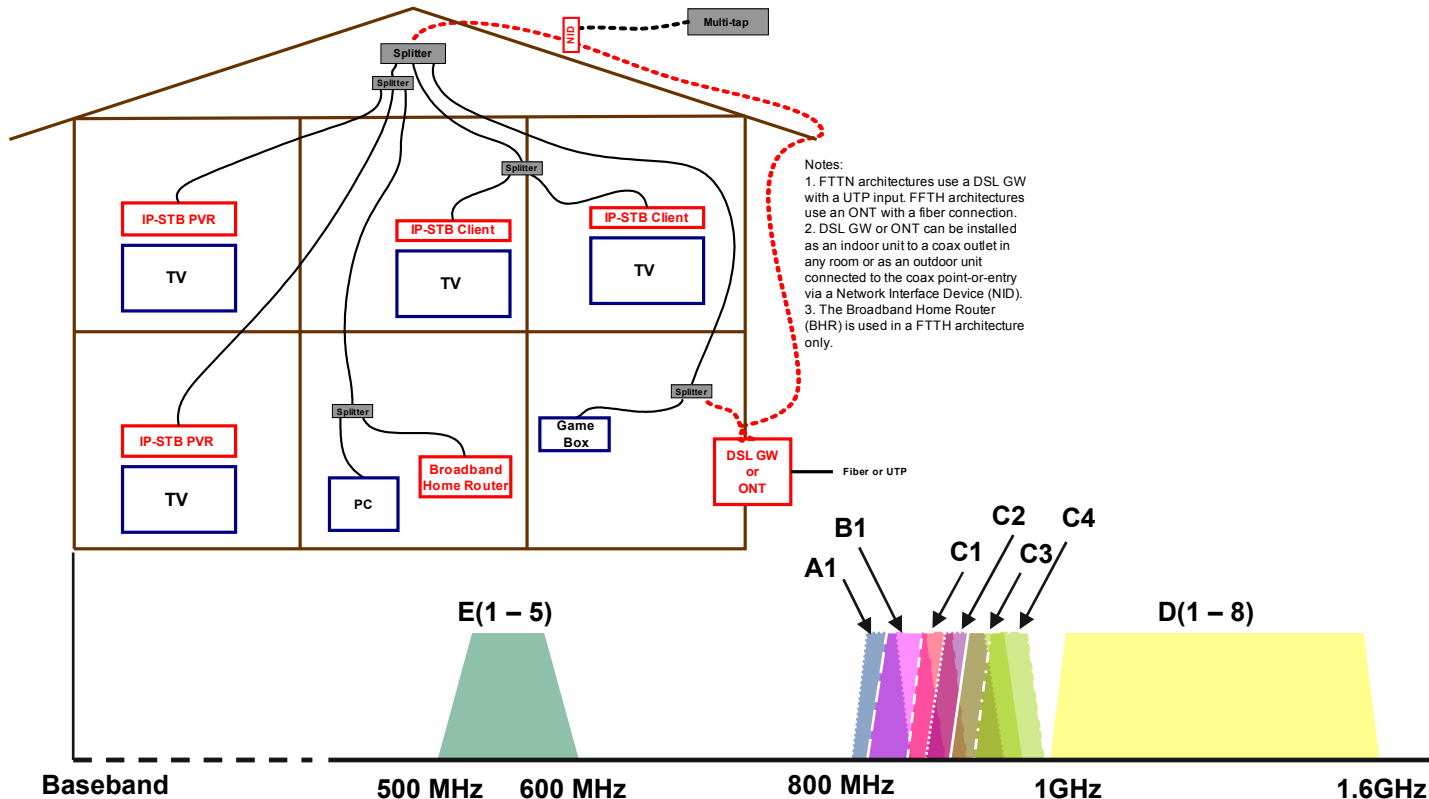 Multi-tap
NID
Splitter
Splitter
Splitter
Notes:
1. FTTN architectures use a DSL GW
with a UTP input. FFTH architectures
use an ONT with a fiber connection.
2. DSL GW or ONT can be installed
as an indoor unit to a coax outlet in
any room or as an outdoor unit
connected to the coax point-or-entry
via a Network Interface Device (NID).
3. The Broadband Home Router
(BHR) is used in a FTTH architecture
only.
IP-STB PVR
TV
IP-STB Client
TV
IP-STB Client
TV
Splitter
Splitter
IP-STB PVR
TV
PC
Broadband
Home Router
Game
Box
DSL GW
or
ONT
Fiber or UTP
A1
B1
C1
C2
C3
C4
E(1 – 5)
D(1 – 8)
Baseband
500 MHz
600 MHz
800 MHz
1GHz
1.6GHz